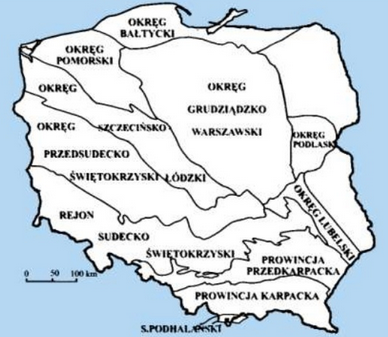 OKRĘG
BAŁTYCKI
OKRĘG
POMORSKI
OKRĘG
SZCZECIŃSKO
ŁÓDZKI
OKRĘG
GRUDZIĄDZKO
WARSZAWSKI
OKRĘG
PODLASKI
OKRĘG
PRZEDSUDECKO
ŚWIĘTOKRZYSKI
OKRĘG LUBELSKI
REJON
SUDECKO
ŚWIĘTOKRZYSKI
PROWINCJA
PRZEDKARPACKA
PROWINCJA KARPACKA
S.PODHALAŃSKI
0 50 100 km